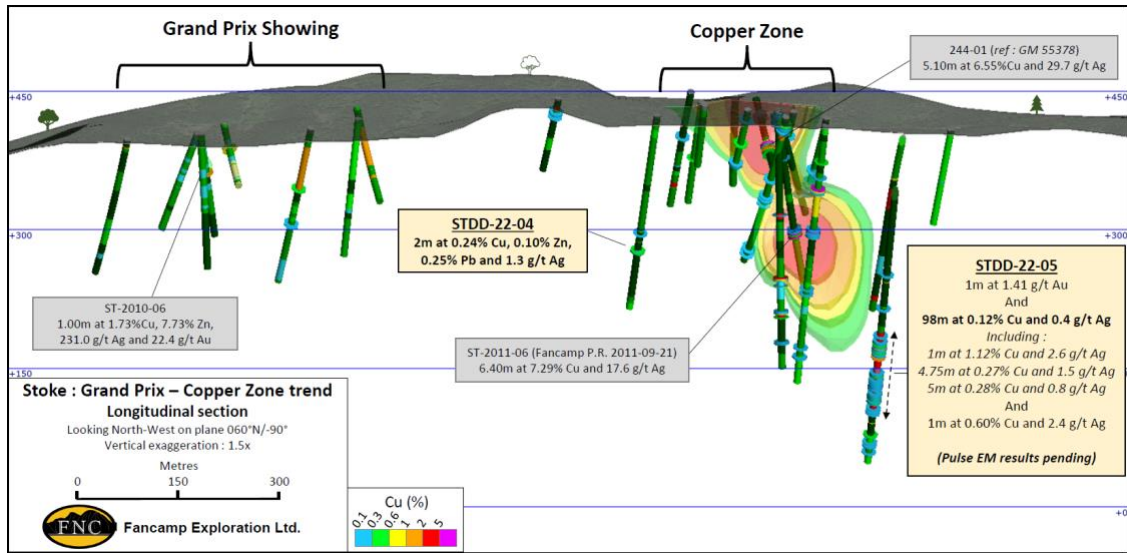 Grand Prix Showing
Copper Zone
244-01 (ref : GM 55378)
5.10m at 6.55%Cu and 29.7 g/t Ag
+450
+450
+300
+300
STDD-22-04
2m at 0.24% Cu, 0.10% Zn,
0.25% Pb and 1.3 g/t Ag
STDD-22-05
1m at 1.41 g/t Au
And
98m at 0.12% Cu and 0.4 g/t Ag
Including :
1m at 1.12% Cu and 2.6 g/t Ag
4.75m at 0.27% Cu and 1.5 g/t Ag
5m at 0.28% Cu and 0.8 g/t Ag
And
1m at 0.60% Cu and 2.4 g/t Ag
(Pulse EM results pending)
ST-2010-06
1.00m at 1.73%Cu, 7.73% Zn,
231.0 g/t Ag and 22.4 g/t Au
ST-2011-06 (Fancamp P.R. 2011-09-21)
6.40m at 7.29% Cu and 17.6 g/t Ag
+150
Stoke : Grand Prix – Copper Zone trend
Longitudinal section
Looking North-West on plane 060°N/-90°
Vertical exaggeration : 1.5x
Metres
0 150 300
FNC
Fancamp Exploration Ltd.
Cu (%)
0.1 0.3 0.6 1 2 5